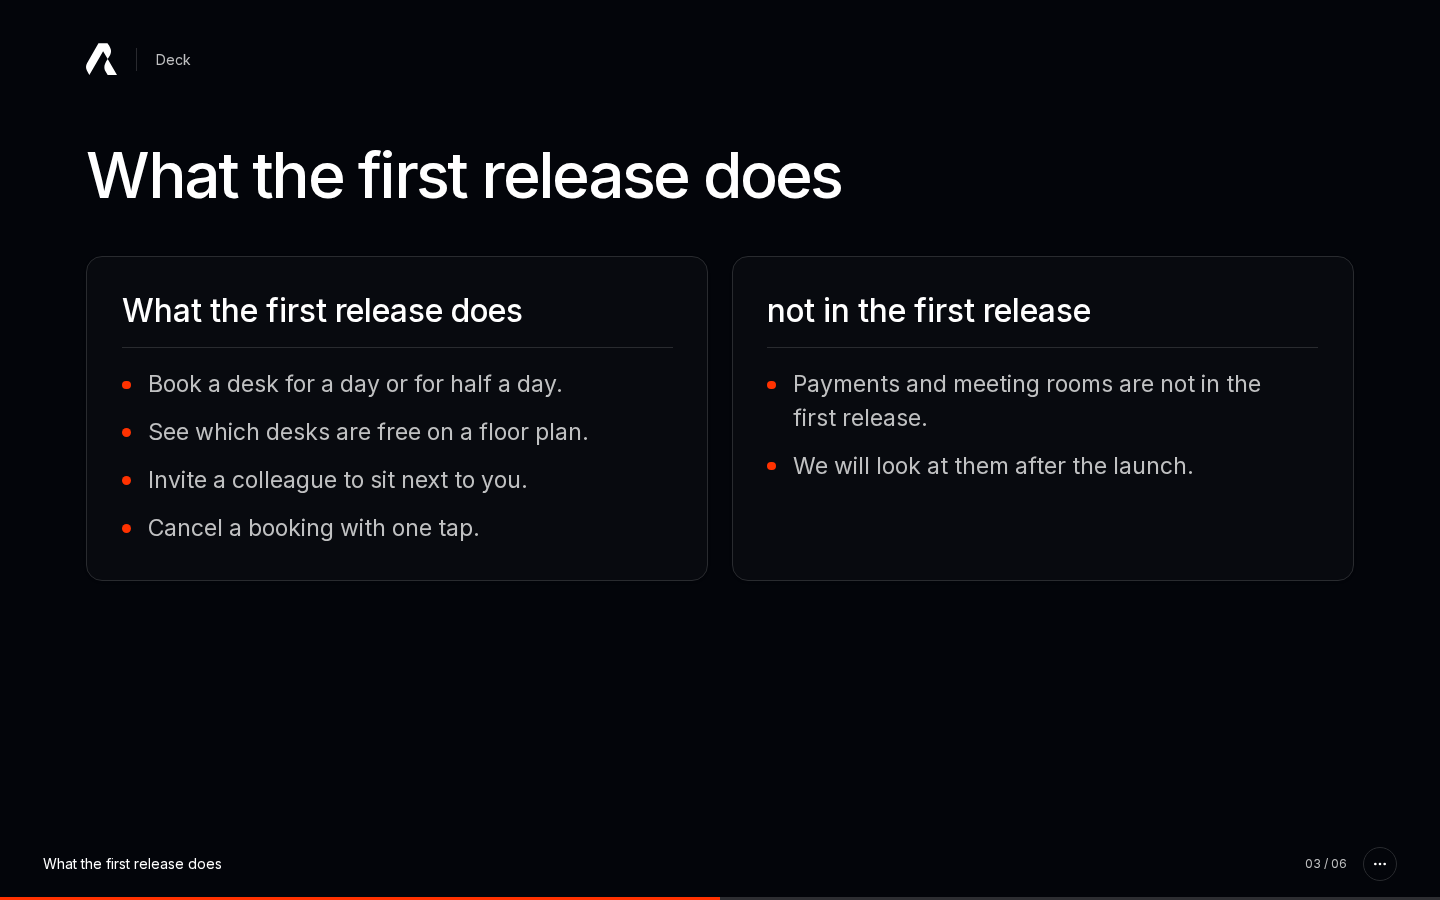 Deck
What the first release does
What the first release does
Book a desk for a day or for half a day.
See which desks are free on a floor plan.
Invite a colleague to sit next to you.
Cancel a booking with one tap.
not in the first release
Payments and meeting rooms are not in the
first release.
We will look at them after the launch.
What the first release does
03 / 06